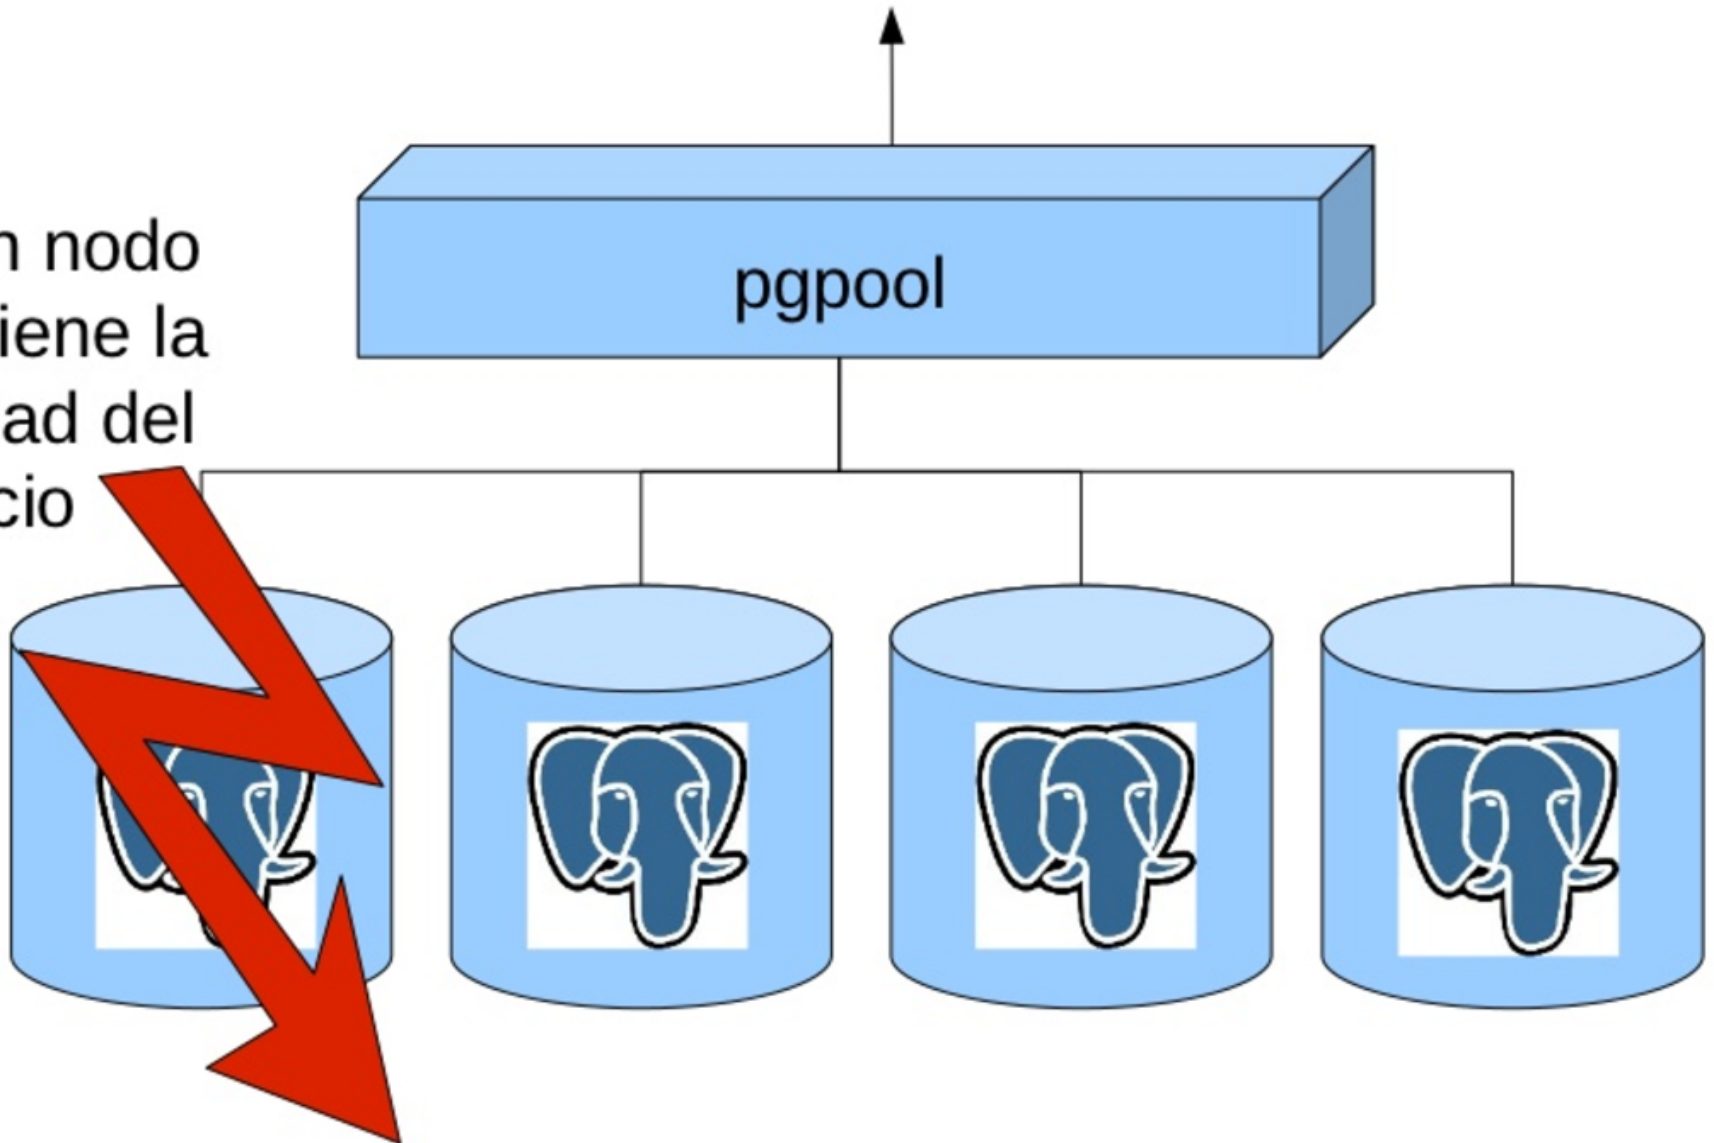 n nodo
iene la
ad del
cio
pgpool